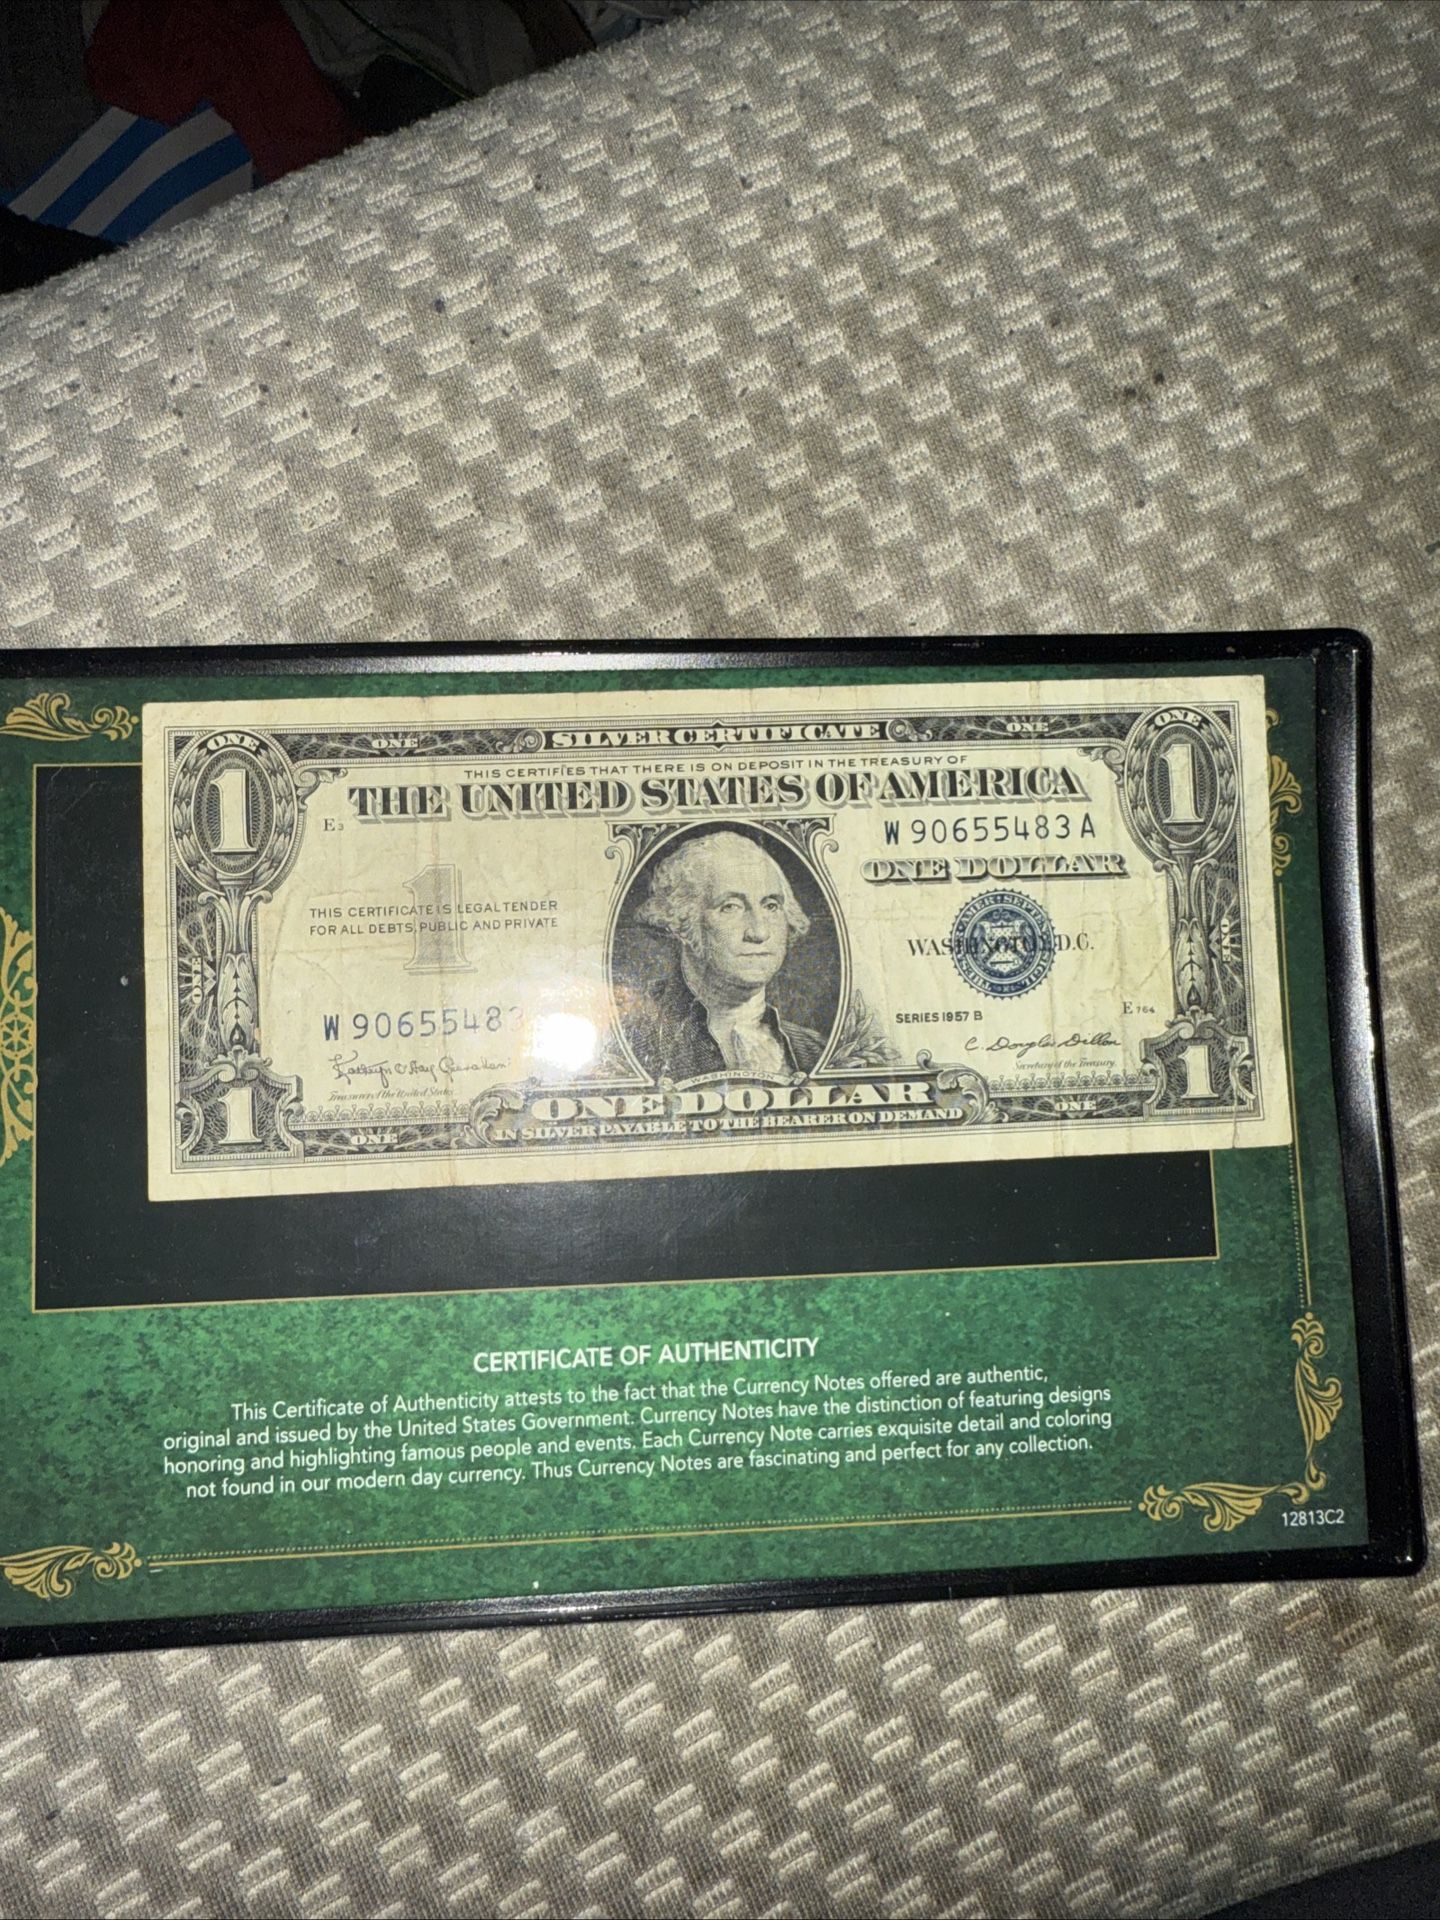 ONE
ONE
SILVER CERTIFICATE
ONE
ONE
1
1
THIS CERTIFIES THAT THERE IS ON DEPOSIT IN THE TREASURY OF
THE UNITED STATES OF AMERICA
E3
W 90655483 A
ONE DOLLAR
1
THIS CERTIFICATE IS LEGAL TENDER
FOR ALL DEBTS, PUBLIC AND PRIVATE
WASHINGTON, D.C.
ONE
ONE
W 9065548
SERIES 1957 B
E 764
C. Douglas Dillon
Secretary of the Treasury
Treasurer of the United States
WASHINGTON
1
1
ONE DOLLAR
ONE
ONE
IN SILVER PAYABLE TO THE BEARER ON DEMAND
CERTIFICATE OF AUTHENTICITY
This Certificate of Authenticity attests to the fact that the Currency Notes offered are authentic,
original and issued by the United States Government. Currency Notes have the distinction of featuring designs
honoring and highlighting famous people and events. Each Currency Note carries exquisite detail and coloring
not found in our modern day currency. Thus Currency Notes are fascinating and perfect for any collection.
12813C2